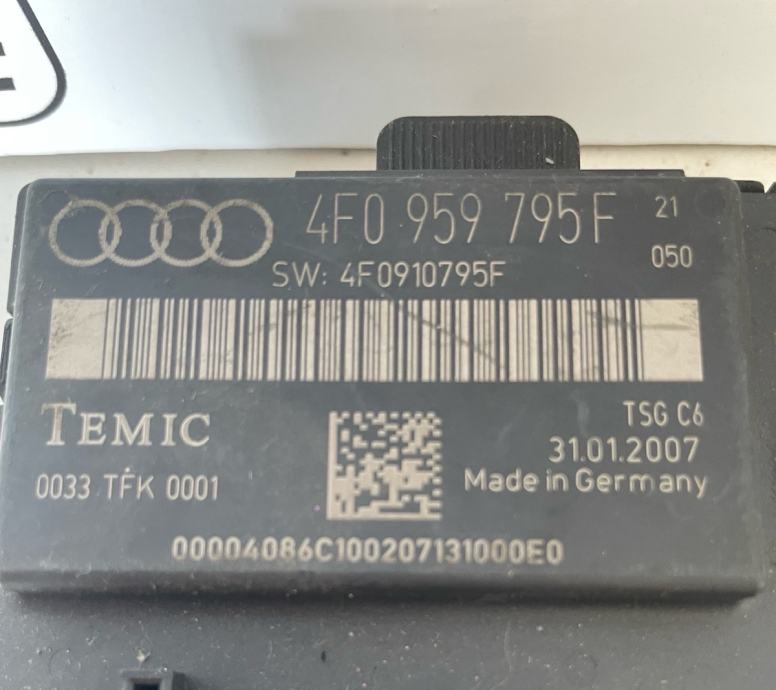 4F0 959 795F 21
050
SW: 4F0910795F
TEMIC
TSG C6
31.01.2007
0033 TFK 0001
Made in Germany
00004086C100207131000E0